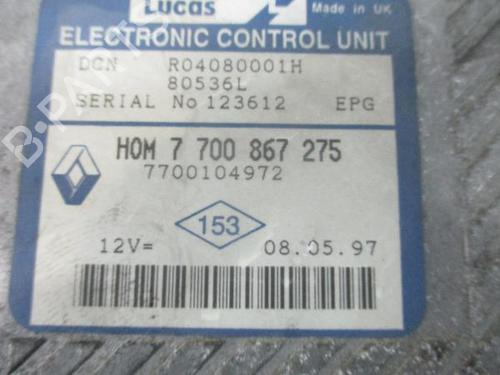 Lucas
Made in UK
ELECTRONIC CONTROL UNIT
DCN R04080001H
80536L
SERIAL No 123612 EPG
HOM 7 700 867 275
7700104972
153
12V= 08.05.97
B-PARTS